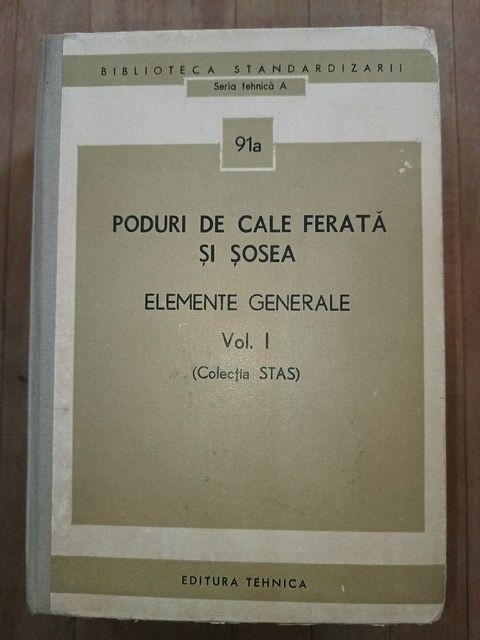 BIBLIOTECA STANDARDIZARII
Seria tehnică A
91a
PODURI DE CALE FERATĂ
ȘI ȘOSEA
ELEMENTE GENERALE
Vol. I
(Colecția STAS)
EDITURA TEHNICA